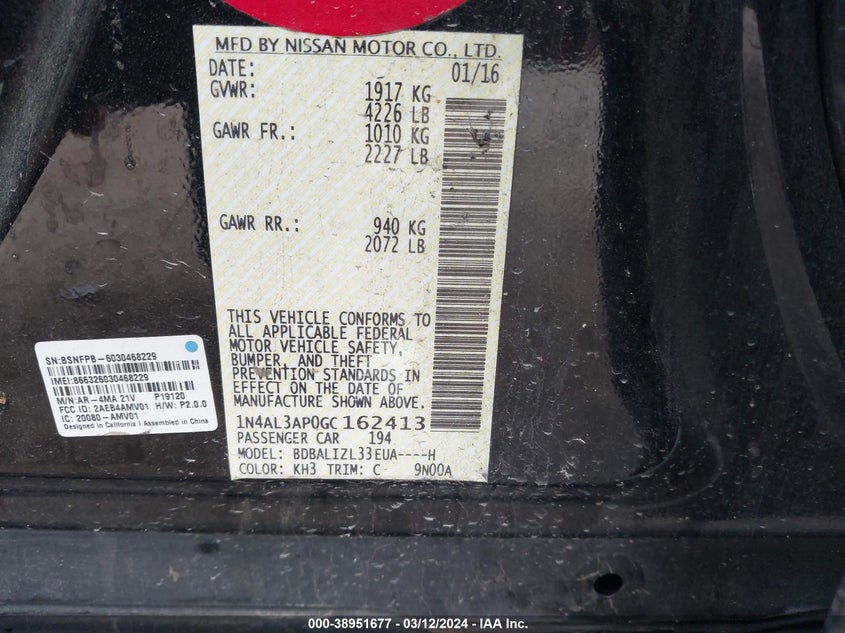 MFD BY NISSAN MOTOR CO., LTD.
DATE: 01/16
GVWR: 1917 KG
4226 LB
GAWR FR.: 1010 KG
2227 LB
GAWR RR.: 940 KG
2072 LB
THIS VEHICLE CONFORMS TO
ALL APPLICABLE FEDERAL
MOTOR VEHICLE SAFETY,
BUMPER, AND THEFT
PREVENTION STANDARDS IN
EFFECT ON THE DATE OF
MANUFACTURE SHOWN ABOVE.
1N4AL3AP0GC162413
PASSENGER CAR 194
MODEL: BDBALIZL33EUA----H
COLOR: KH3 TRIM: C 9N00A
SN:BSNFPB-6030468229
IMEI:866326030468229
M/N:AR-4MA 21V P19120
FCC ID: 2AEB4AMV01 H/W: P2.0.0
IC: 20080-AMV01
Designed in California | Assembled in China
000-38951677 - 03/12/2024 - IAA Inc.